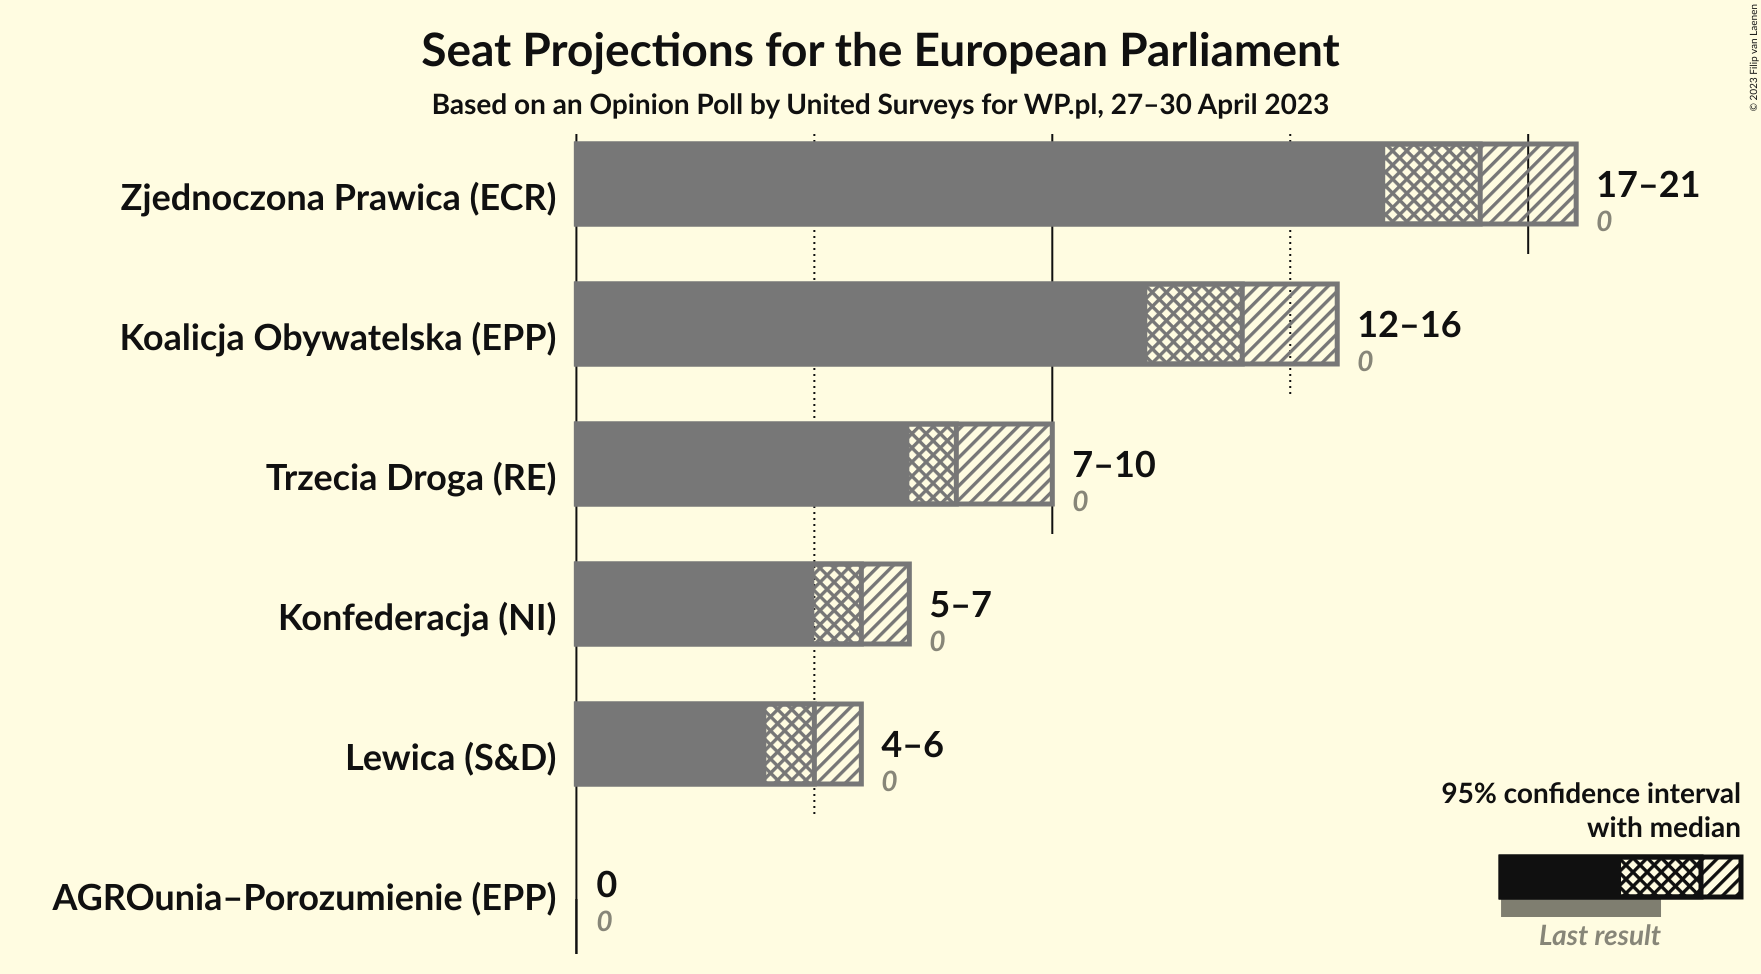 Seat Projections for the European Parliament
Based on an Opinion Poll by United Surveys for WP.pl, 27–30 April 2023
© 2023 Filip van Laenen
Zjednoczona Prawica (ECR)
17–21
0
Koalicja Obywatelska (EPP)
12–16
0
Trzecia Droga (RE)
7–10
0
Konfederacja (NI)
5–7
0
Lewica (S&D)
4–6
0
AGROunia–Porozumienie (EPP)
0
0
95% confidence interval
with median
Last result